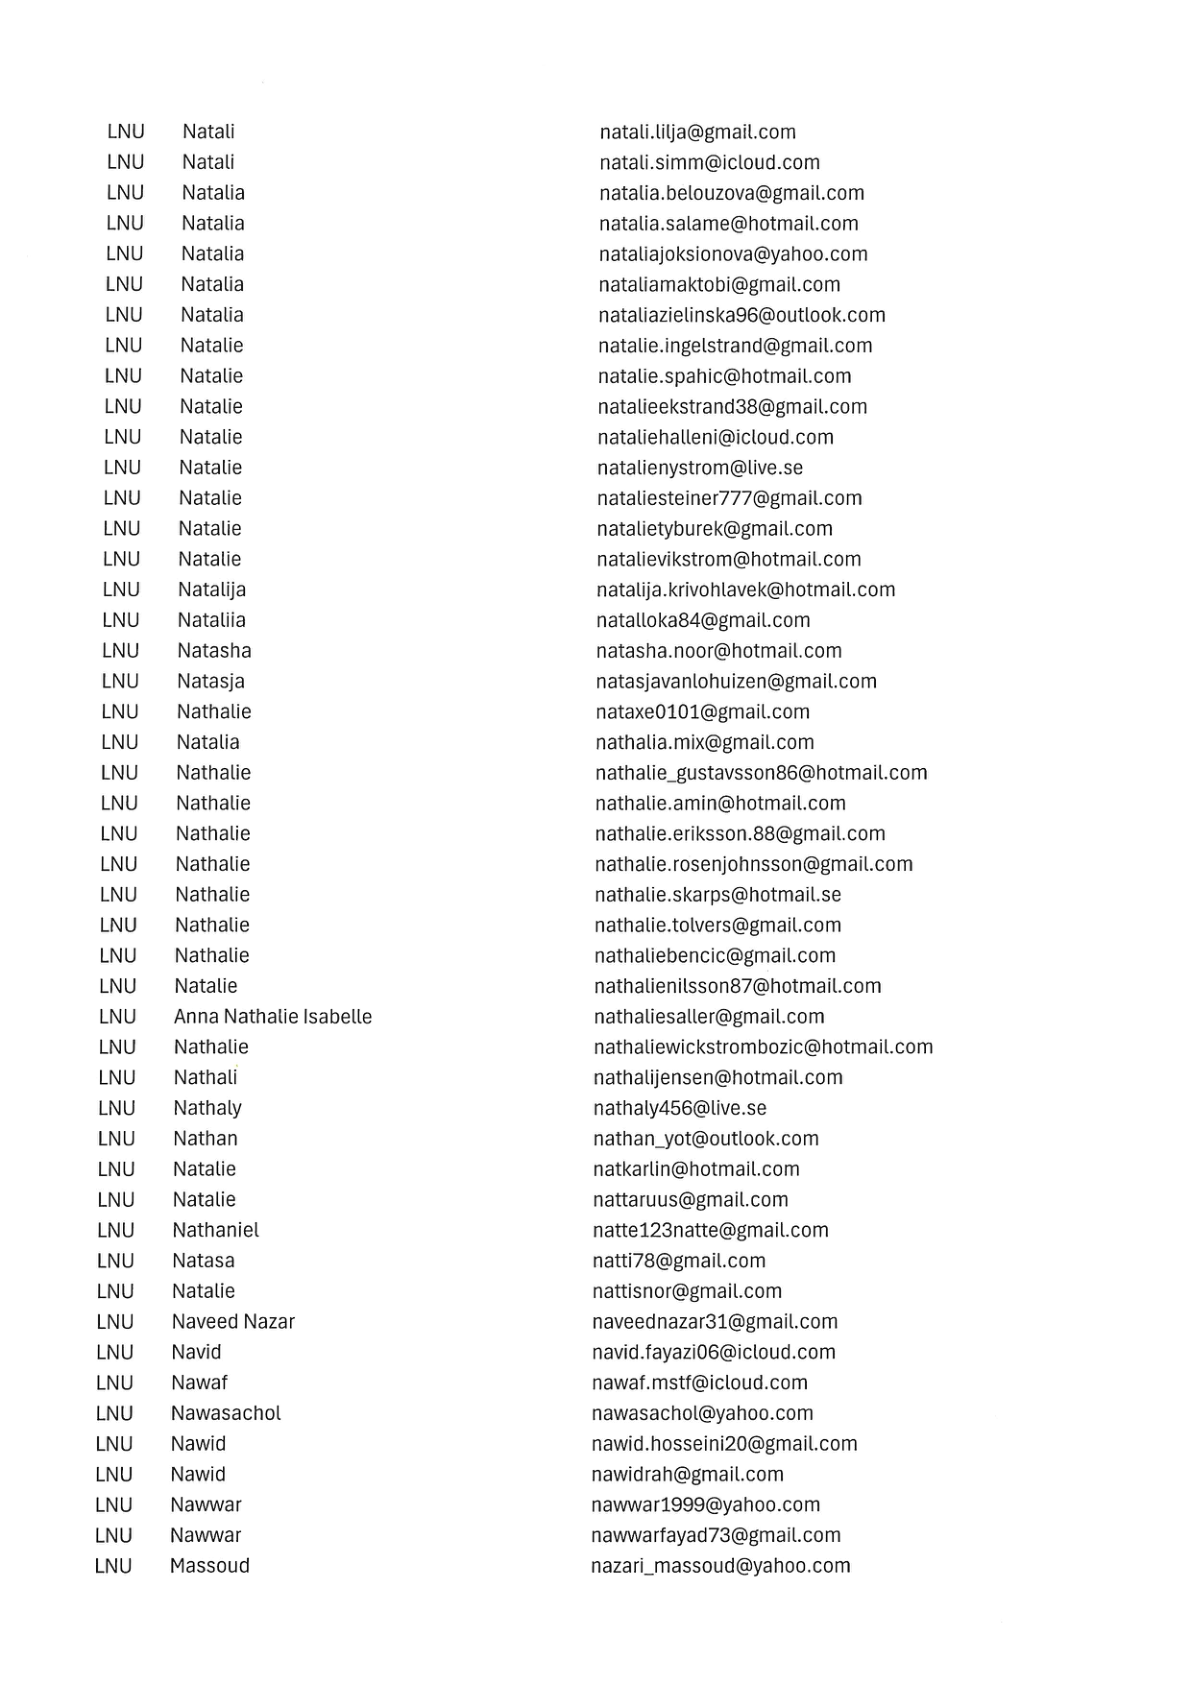 LNU Natali natali.lilja@gmail.com
LNU Natali natali.simm@icloud.com
LNU Natalia natalia.belouzova@gmail.com
LNU Natalia natalia.salame@hotmail.com
LNU Natalia nataliajoksionova@yahoo.com
LNU Natalia nataliamaktobi@gmail.com
LNU Natalia nataliazielinska96@outlook.com
LNU Natalie natalie.ingelstrand@gmail.com
LNU Natalie natalie.spahic@hotmail.com
LNU Natalie natalieekstrand38@gmail.com
LNU Natalie nataliehalleni@icloud.com
LNU Natalie natalienystrom@live.se
LNU Natalie nataliesteiner777@gmail.com
LNU Natalie natalietyburek@gmail.com
LNU Natalie natalievikstrom@hotmail.com
LNU Natalija natalija.krivohlavek@hotmail.com
LNU Nataliia natalloka84@gmail.com
LNU Natasha natasha.noor@hotmail.com
LNU Natasja natasjavanlohuizen@gmail.com
LNU Nathalie nataxe0101@gmail.com
LNU Natalia nathalia.mix@gmail.com
LNU Nathalie nathalie_gustavsson86@hotmail.com
LNU Nathalie nathalie.amin@hotmail.com
LNU Nathalie nathalie.eriksson.88@gmail.com
LNU Nathalie nathalie.rosenjohnsson@gmail.com
LNU Nathalie nathalie.skarps@hotmail.se
LNU Nathalie nathalie.tolvers@gmail.com
LNU Nathalie nathaliebencic@gmail.com
LNU Natalie nathalienilsson87@hotmail.com
LNU Anna Nathalie Isabelle nathaliesaller@gmail.com
LNU Nathalie nathaliewickstrombozic@hotmail.com
LNU Nathali nathalijensen@hotmail.com
LNU Nathaly nathaly456@live.se
LNU Nathan nathan_yot@outlook.com
LNU Natalie natkarlin@hotmail.com
LNU Natalie nattaruus@gmail.com
LNU Nathaniel natte123natte@gmail.com
LNU Natasa natti78@gmail.com
LNU Natalie nattisnor@gmail.com
LNU Naveed Nazar naveednazar31@gmail.com
LNU Navid navid.fayazi06@icloud.com
LNU Nawaf nawaf.mstf@icloud.com
LNU Nawasachol nawasachol@yahoo.com
LNU Nawid nawid.hosseini20@gmail.com
LNU Nawid nawidrah@gmail.com
LNU Nawwar nawwar1999@yahoo.com
LNU Nawwar nawwarfayad73@gmail.com
LNU Massoud nazari_massoud@yahoo.com